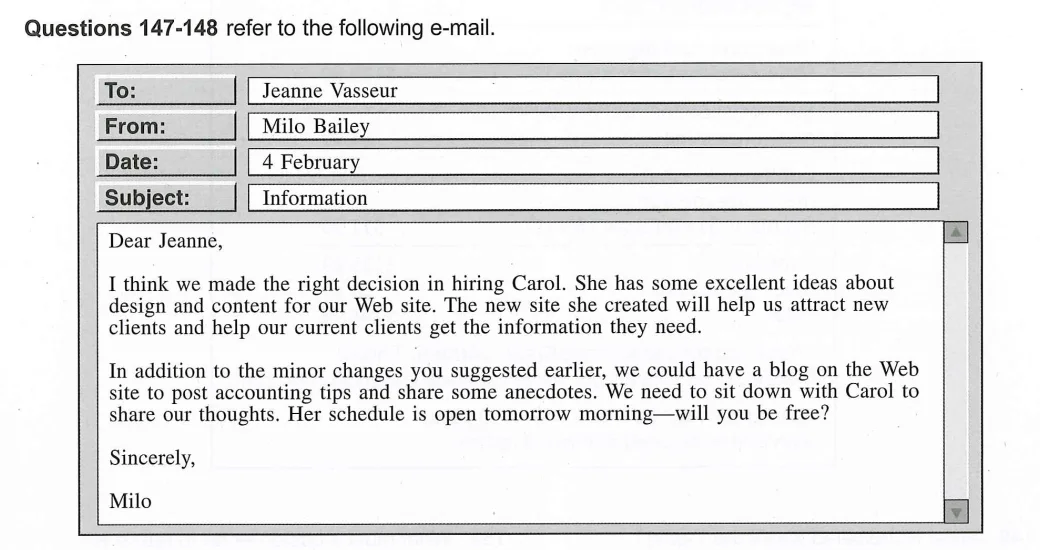 Questions 147-148 refer to the following e-mail.
To: Jeanne Vasseur
From: Milo Bailey
Date: 4 February
Subject: Information
Dear Jeanne,
I think we made the right decision in hiring Carol. She has some excellent ideas about
design and content for our Web site. The new site she created will help us attract new
clients and help our current clients get the information they need.
In addition to the minor changes you suggested earlier, we could have a blog on the Web
site to post accounting tips and share some anecdotes. We need to sit down with Carol to
share our thoughts. Her schedule is open tomorrow morning—will you be free?
Sincerely,
Milo